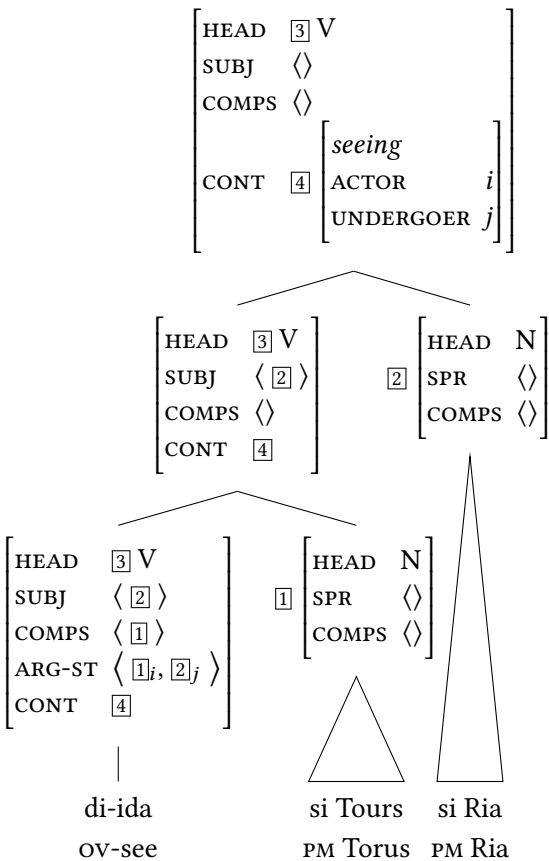 HEAD 3 V
SUBJ ⟨⟩
COMPS ⟨⟩
seeing
CONT 4 ACTOR i
UNDERGOER j
HEAD 3 V
SUBJ ⟨ 2 ⟩
COMPS ⟨⟩
CONT 4
2
HEAD N
SPR ⟨⟩
COMPS ⟨⟩
HEAD 3 V
SUBJ ⟨ 2 ⟩
COMPS ⟨ 1 ⟩
ARG-ST ⟨ 1i, 2j ⟩
CONT 4
1
HEAD N
SPR ⟨⟩
COMPS ⟨⟩
di-ida si Tours si Ria
OV-see PM Torus PM Ria